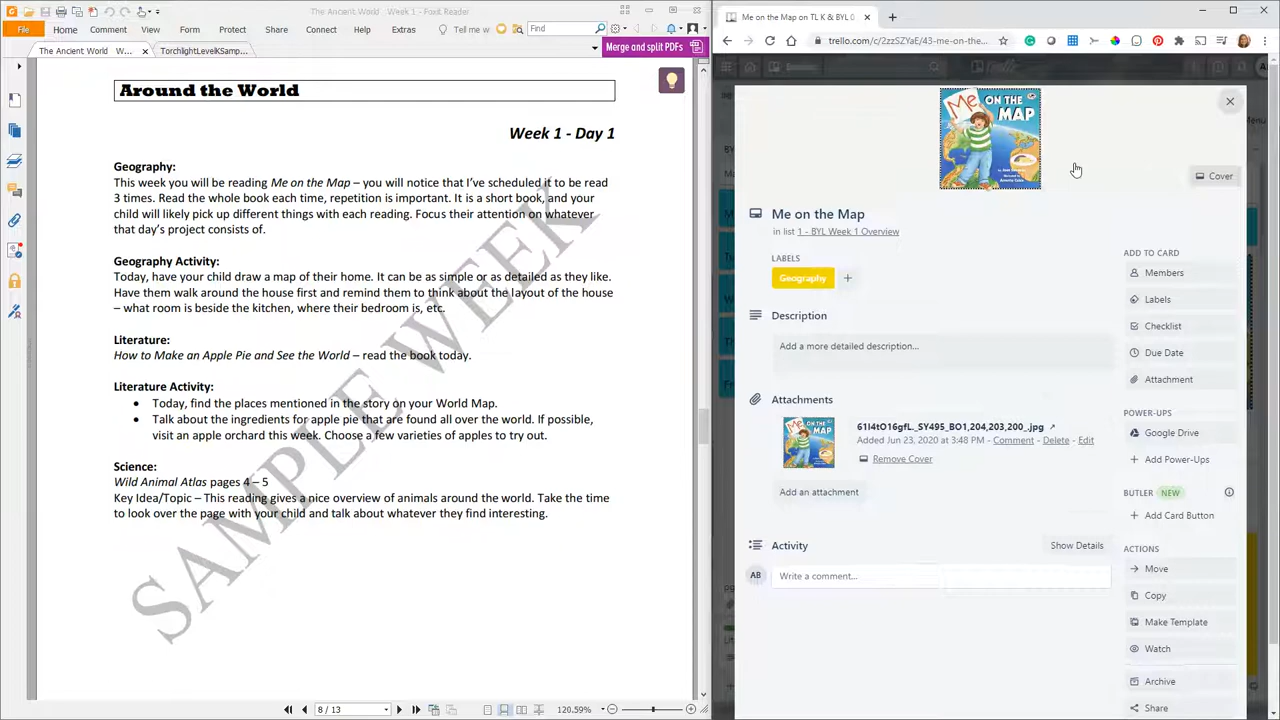 The Ancient World _ Week 1 - Foxit Reader
File
Home
Comment
View
Form
Protect
Share
Connect
Help
Extras
Tell me w
Find
The Ancient World W...
TorchlightLevelKSamp...
Merge and split PDFs
Around the World
Week 1 - Day 1
Geography:
This week you will be reading Me on the Map – you will notice that I've scheduled it to be read
3 times. Read the whole book each time, repetition is important. It is a short book, and your
child will likely pick up different things with each reading. Focus their attention on whatever
that day's project consists of.
Geography Activity:
Today, have your child draw a map of their home. It can be as simple or as detailed as they like.
Have them walk around the house first and remind them to think about the layout of the house
– what room is beside the kitchen, where their bedroom is, etc.
Literature:
How to Make an Apple Pie and See the World – read the book today.
Literature Activity:
• Today, find the places mentioned in the story on your World Map.
• Talk about the ingredients for apple pie that are found all over the world. If possible,
visit an apple orchard this week. Choose a few varieties of apples to try out.
Science:
Wild Animal Atlas pages 4 – 5
Key Idea/Topic – This reading gives a nice overview of animals around the world. Take the time
to look over the page with your child and talk about whatever they find interesting.
SAMPLE WEEK
8 / 13
120.59%
Me on the Map on TL K & BYL 0
trello.com/c/2zzSZYaE/43-me-on-the...
Me ON THE MAP
Cover
Me on the Map
in list 1 - BYL Week 1 Overview
LABELS
Geography
Description
Add a more detailed description...
Attachments
61I4tO16gfL._SY495_BO1,204,203,200_.jpg
Added Jun 23, 2020 at 3:48 PM - Comment - Delete - Edit
Remove Cover
Add an attachment
Activity
Show Details
AB
Write a comment...
ADD TO CARD
Members
Labels
Checklist
Due Date
Attachment
POWER-UPS
Google Drive
Add Power-Ups
BUTLER NEW
Add Card Button
ACTIONS
Move
Copy
Make Template
Watch
Archive
Share
Menu